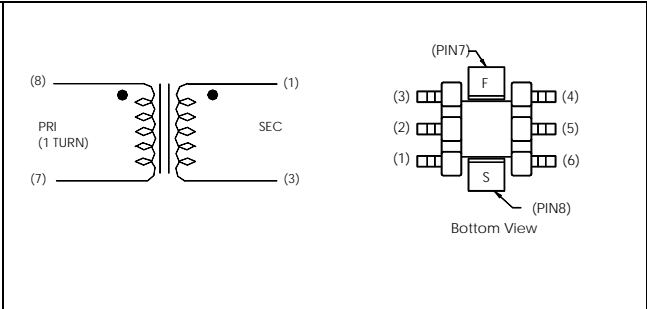 (8)
(1)
PRI
(1 TURN)
SEC
(7)
(3)
(PIN7)
F
(3)
(4)
(2)
(5)
(1)
(6)
S
(PIN8)
Bottom View